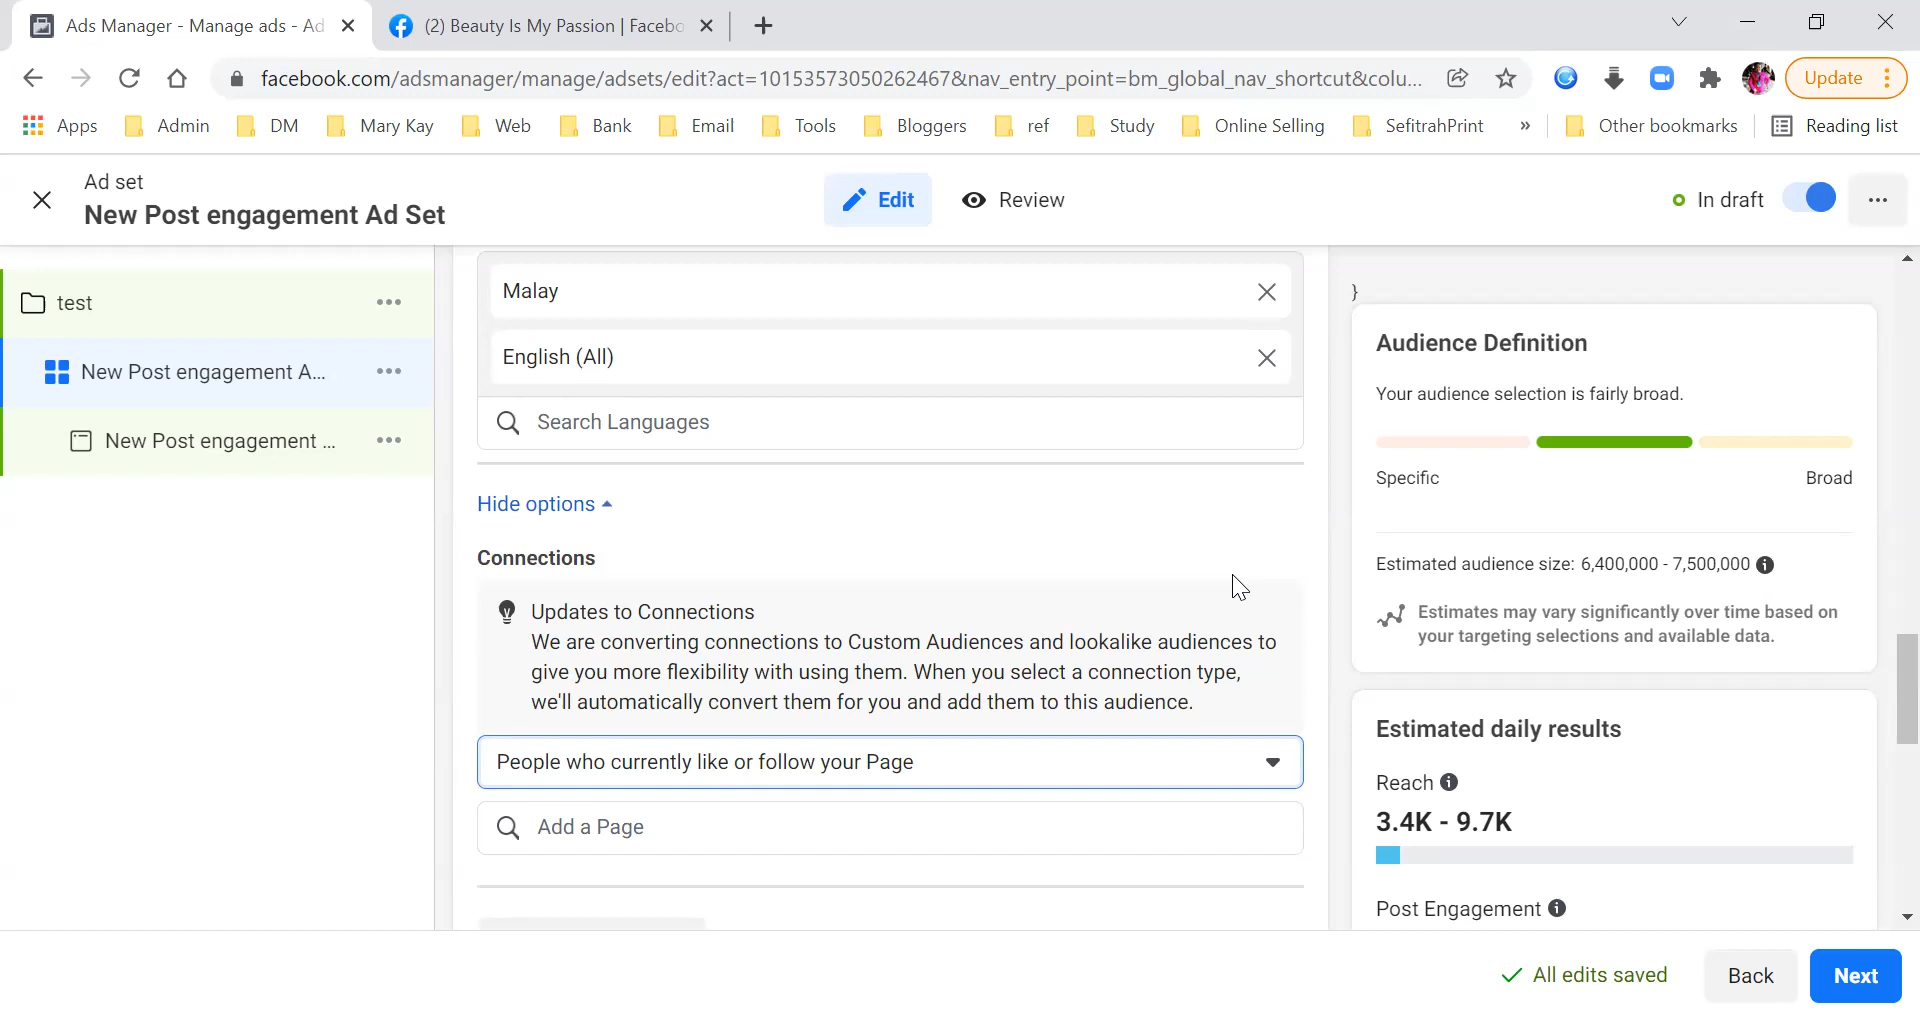 Ads Manager - Manage ads - Ad
(2) Beauty Is My Passion | Facebo
facebook.com/adsmanager/manage/adsets/edit?act=10153573050262467&nav_entry_point=bm_global_nav_shortcut&colu...
Update
Apps
Admin
DM
Mary Kay
Web
Bank
Email
Tools
Bloggers
ref
Study
Online Selling
SefitrahPrint
»
Other bookmarks
Reading list
Ad set
New Post engagement Ad Set
Edit
Review
In draft
test
New Post engagement A...
New Post engagement ...
Malay
English (All)
Search Languages
Hide options
Connections
Updates to Connections
We are converting connections to Custom Audiences and lookalike audiences to
give you more flexibility with using them. When you select a connection type,
we'll automatically convert them for you and add them to this audience.
People who currently like or follow your Page
Add a Page
}
Audience Definition
Your audience selection is fairly broad.
Specific
Broad
Estimated audience size: 6,400,000 - 7,500,000
Estimates may vary significantly over time based on
your targeting selections and available data.
Estimated daily results
Reach
3.4K - 9.7K
Post Engagement
All edits saved
Back
Next